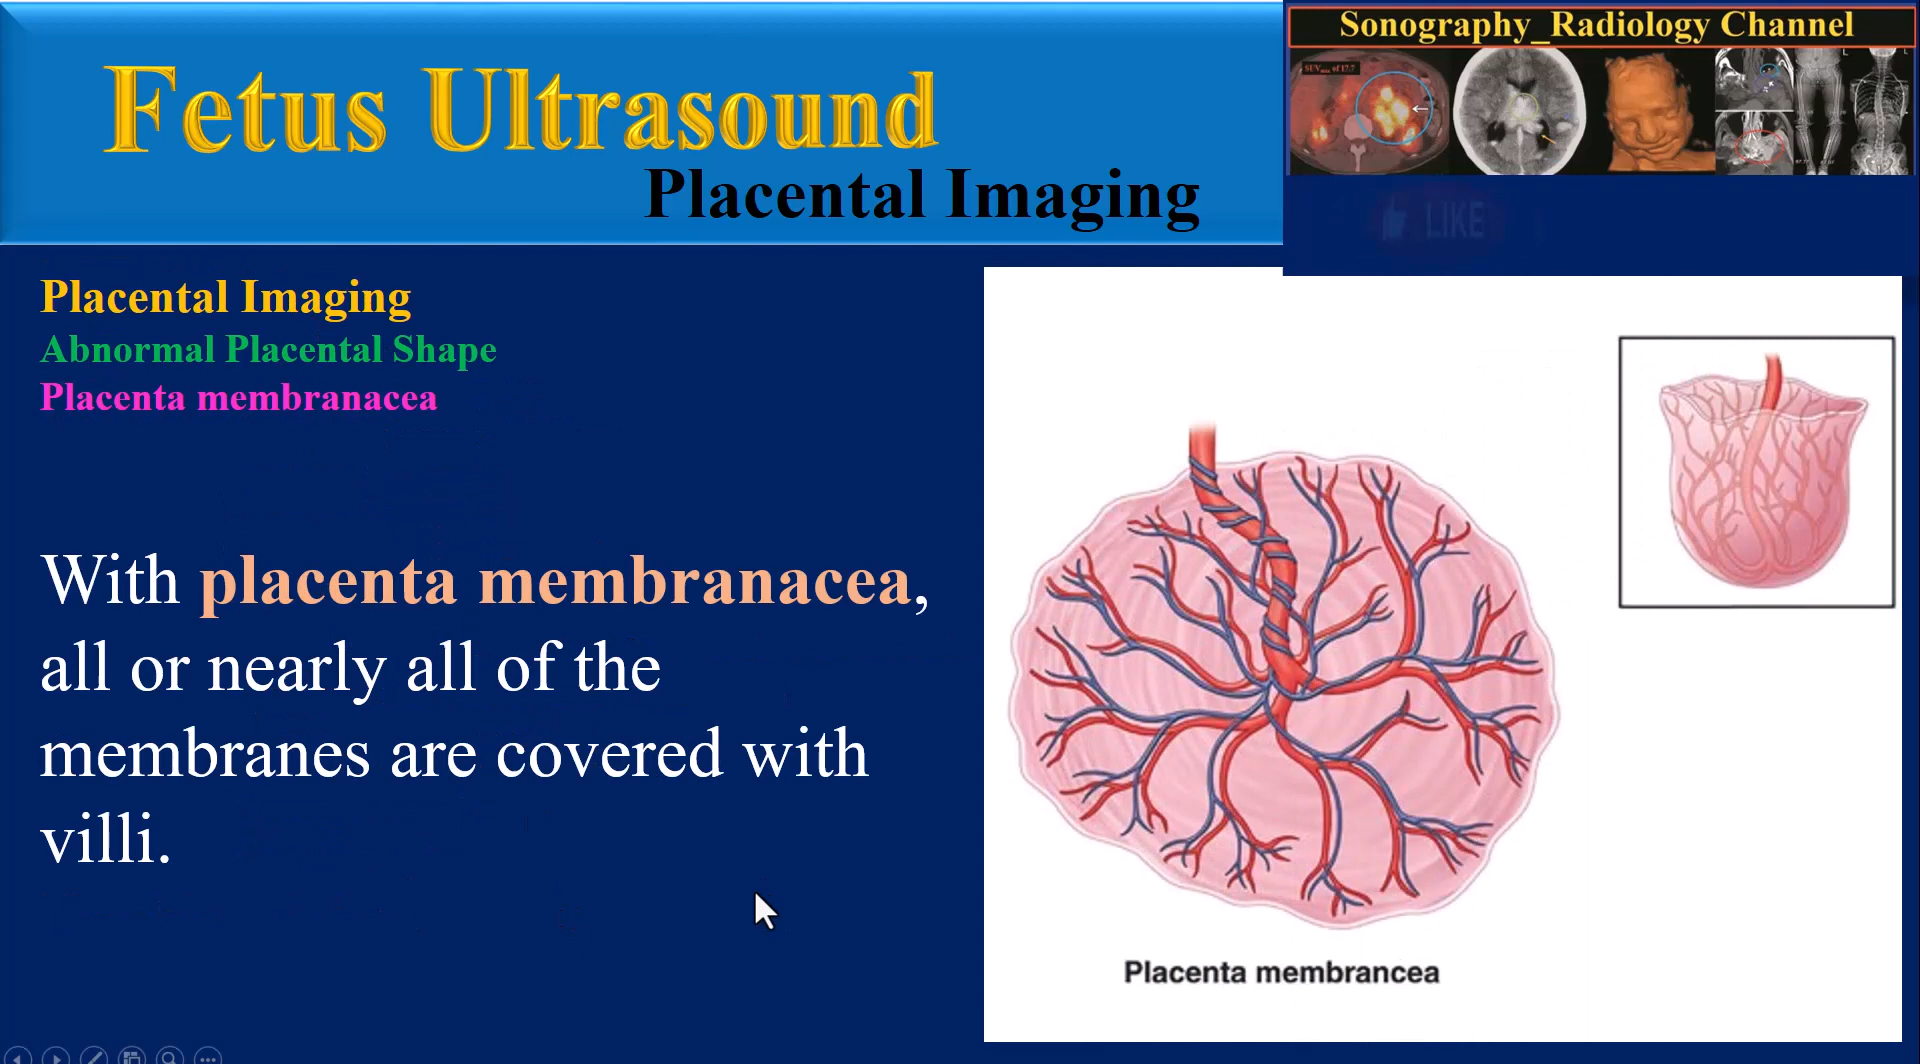 Sonography_Radiology Channel
Fetus Ultrasound
Placental Imaging
LIKE
Placental Imaging
Abnormal Placental Shape
Placenta membranacea
With placenta membranacea,
all or nearly all of the
membranes are covered with
villi.
Placenta membrancea